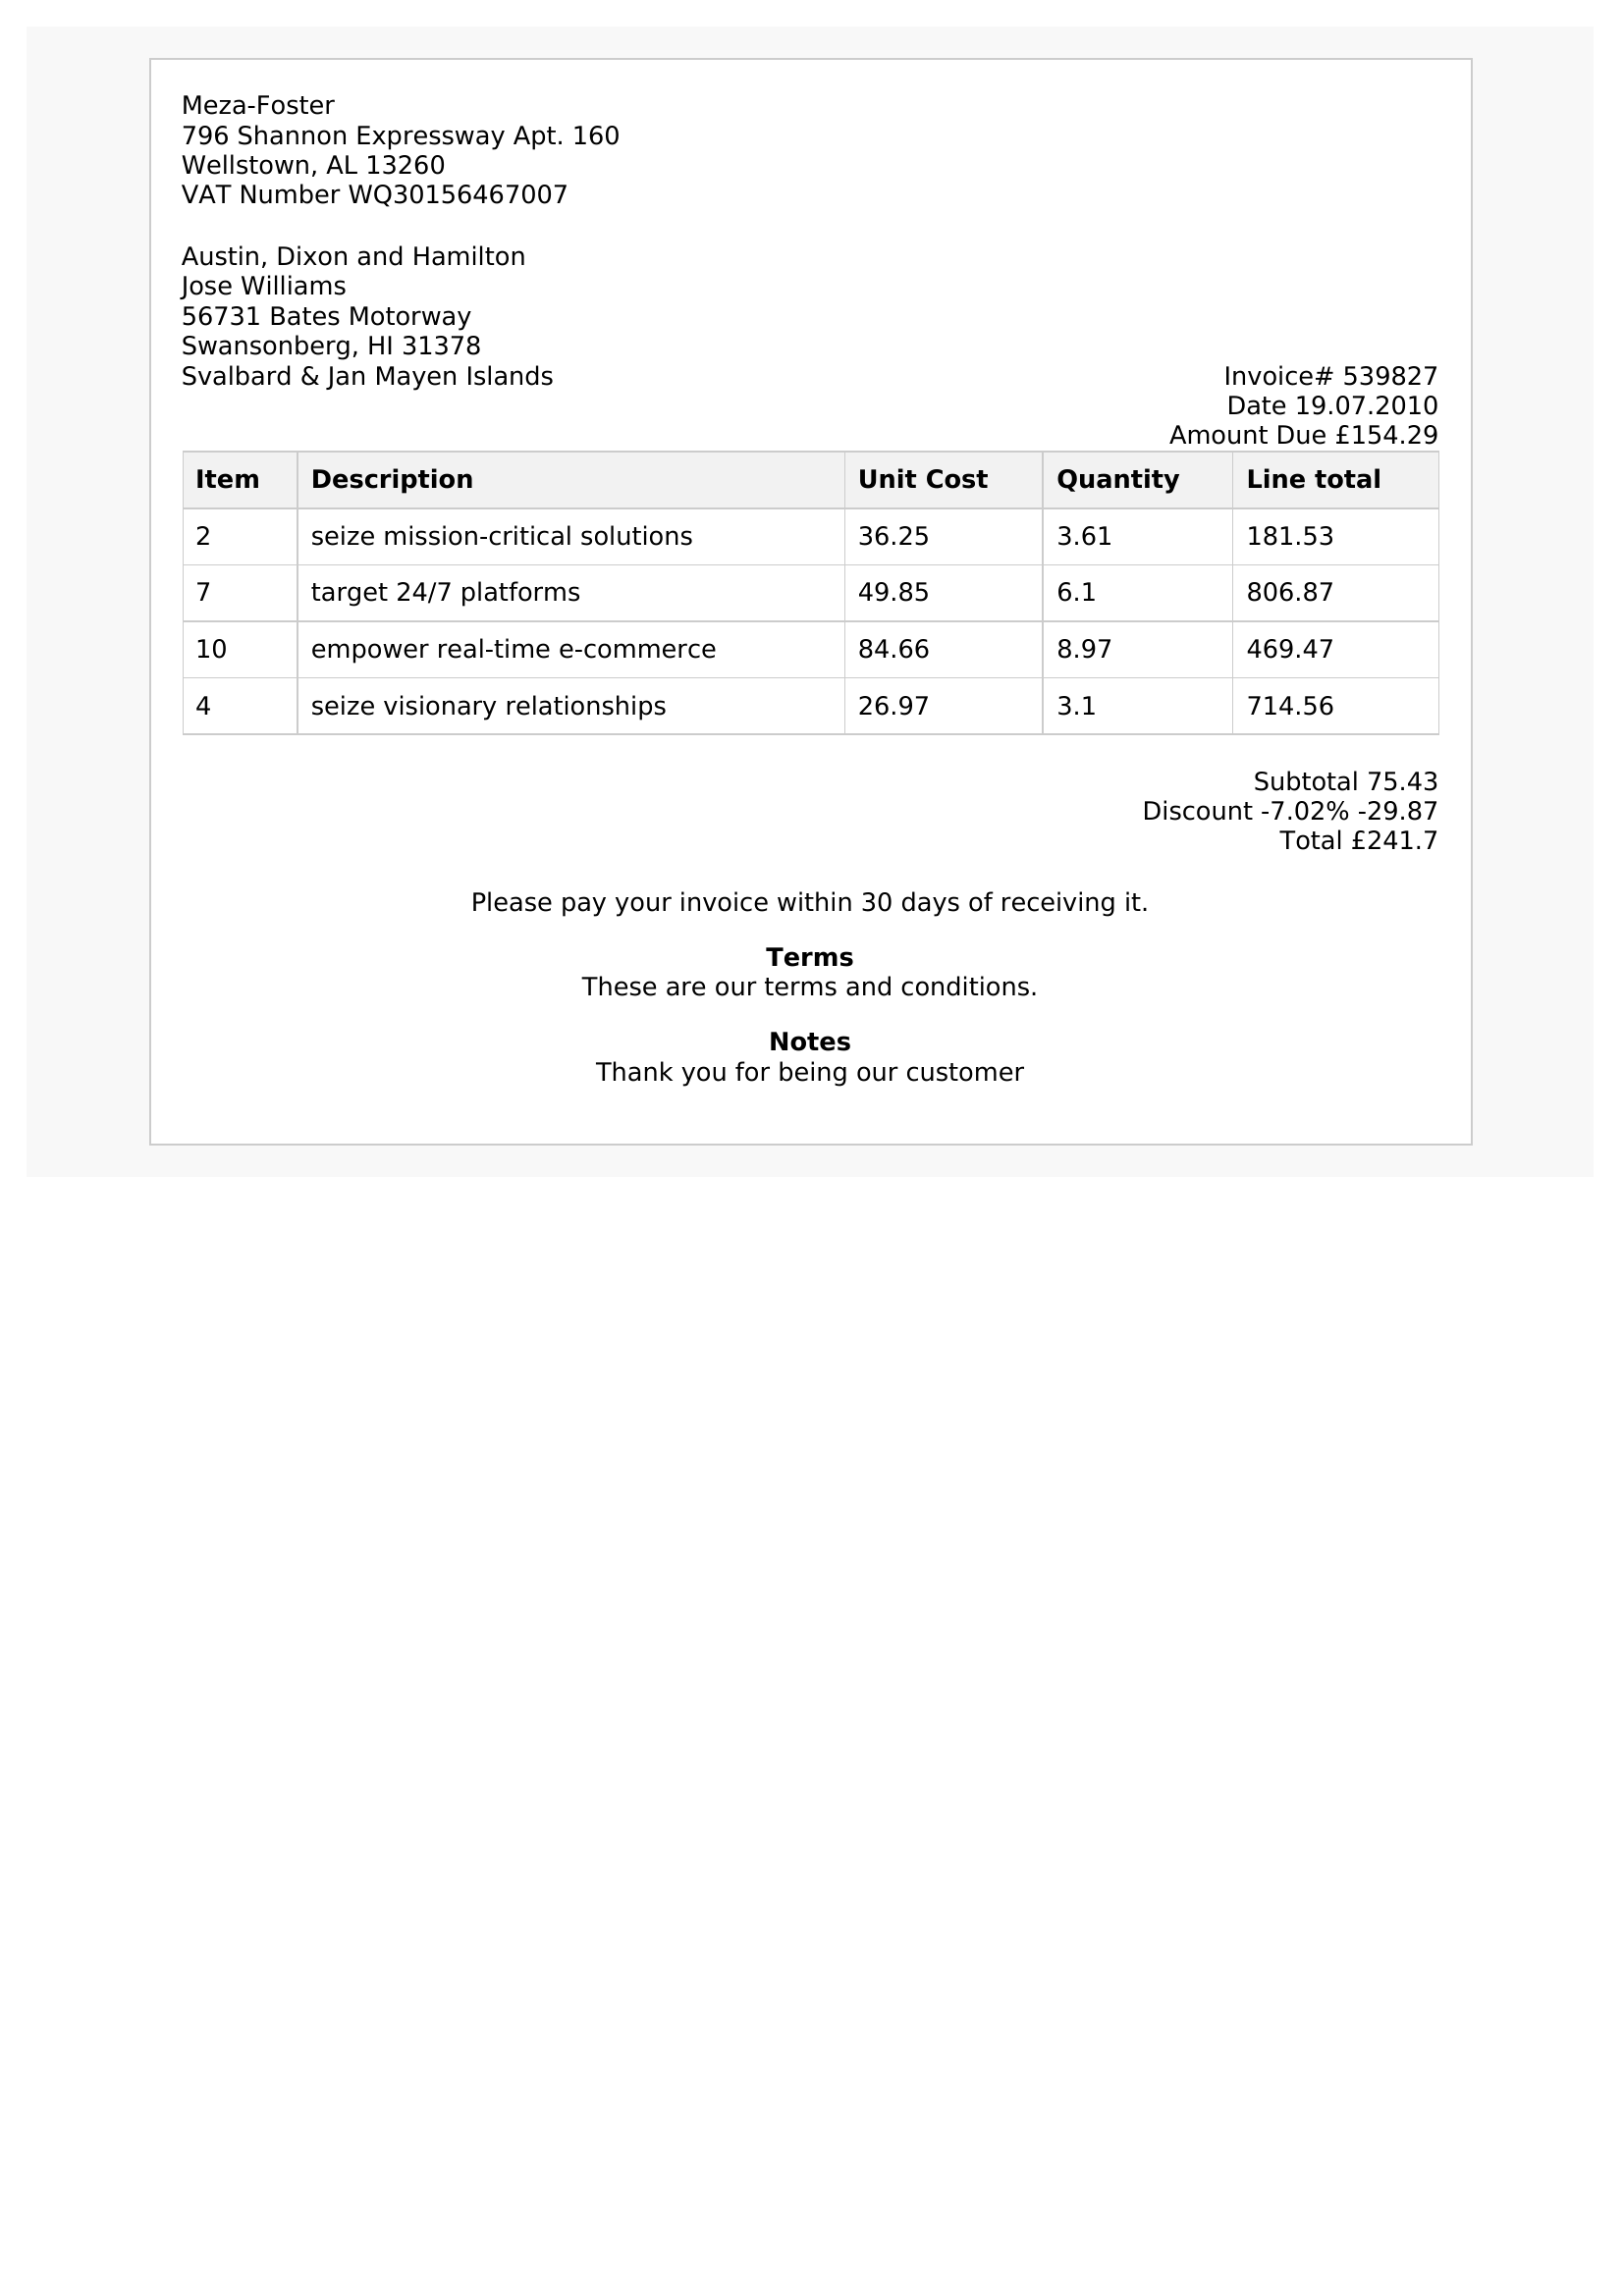 Meza-Foster
796 Shannon Expressway Apt. 160
Wellstown, AL 13260
VAT Number WQ30156467007
Austin, Dixon and Hamilton
Jose Williams
56731 Bates Motorway
Swansonberg, HI 31378
Svalbard & Jan Mayen Islands
Invoice# 539827
Date 19.07.2010
Amount Due £154.29
Item Description Unit Cost Quantity Line total
2 seize mission-critical solutions 36.25 3.61 181.53
7 target 24/7 platforms 49.85 6.1 806.87
10 empower real-time e-commerce 84.66 8.97 469.47
4 seize visionary relationships 26.97 3.1 714.56
Subtotal 75.43
Discount -7.02% -29.87
Total £241.7
Please pay your invoice within 30 days of receiving it.
Terms
These are our terms and conditions.
Notes
Thank you for being our customer